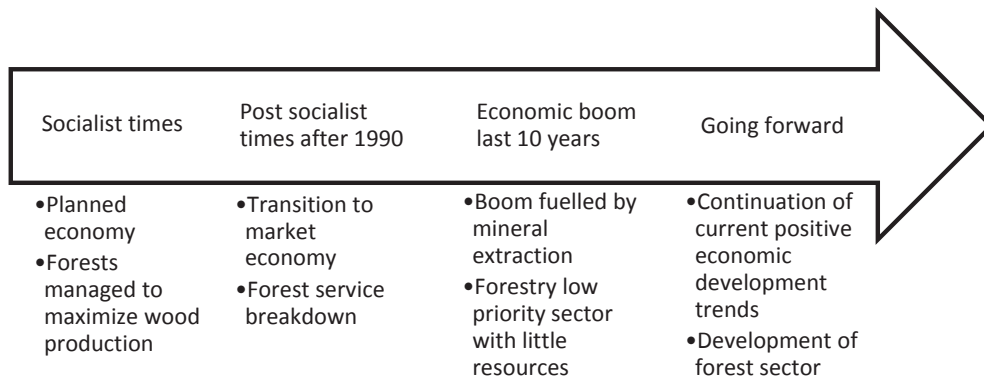 Socialist times
Post socialist
times after 1990
Economic boom
last 10 years
Going forward
•Planned
economy
•Forests
managed to
maximize wood
production
•Transition to
market
economy
•Forest service
breakdown
•Boom fuelled by
mineral
extraction
•Forestry low
priority sector
with little
resources
•Continuation of
current positive
economic
development
trends
•Development of
forest sector